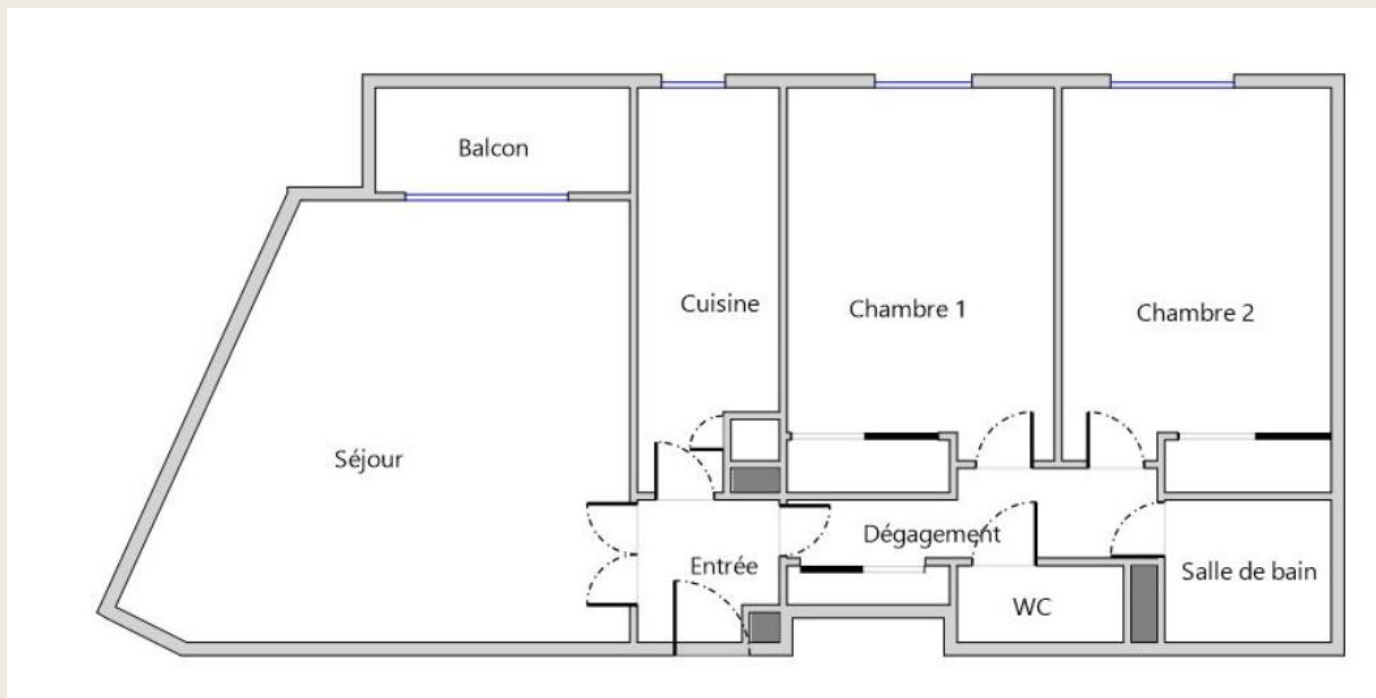 Balcon
Cuisine
Chambre 1
Chambre 2
Séjour
Dégagement
Entrée
Salle de bain
WC